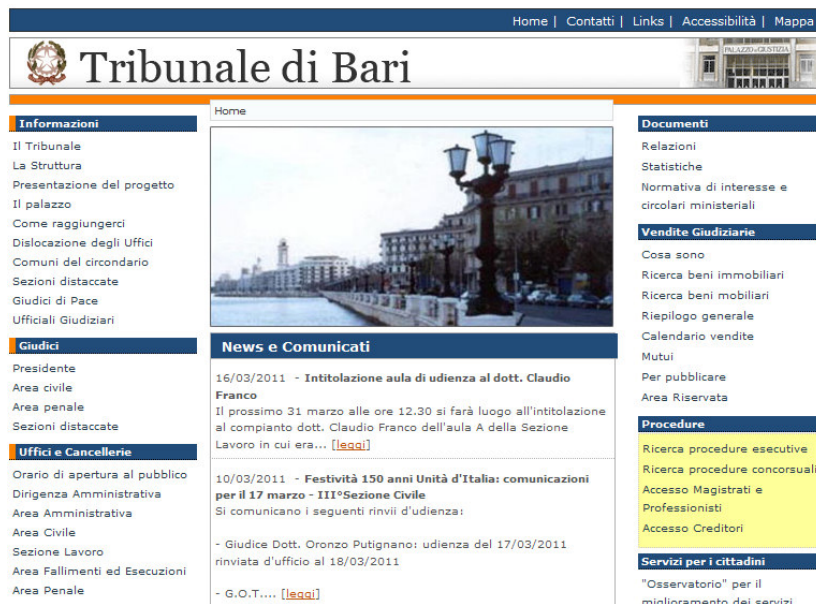 Home | Contatti | Links | Accessibilità | Mappa
Tribunale di Bari
PALAZZO di GIUSTIZIA
Informazioni
Il Tribunale
La Struttura
Presentazione del progetto
Il palazzo
Come raggiungerci
Dislocazione degli Uffici
Comuni del circondario
Sezioni distaccate
Giudici di Pace
Ufficiali Giudiziari
Giudici
Presidente
Area civile
Area penale
Sezioni distaccate
Uffici e Cancellerie
Orario di apertura al pubblico
Dirigenza Amministrativa
Area Amministrativa
Area Civile
Sezione Lavoro
Area Fallimenti ed Esecuzioni
Area Penale
Home
News e Comunicati
16/03/2011 - Intitolazione aula di udienza al dott. Claudio
Franco
Il prossimo 31 marzo alle ore 12.30 si farà luogo all'intitolazione
al compianto dott. Claudio Franco dell'aula A della Sezione
Lavoro in cui era... [leggi]
10/03/2011 - Festività 150 anni Unità d'Italia: comunicazioni
per il 17 marzo - III°Sezione Civile
Si comunicano i seguenti rinvii d'udienza:
- Giudice Dott. Oronzo Putignano: udienza del 17/03/2011
rinviata d'ufficio al 18/03/2011
- G.O.T.... [leggi]
Documenti
Relazioni
Statistiche
Normativa di interesse e
circolari ministeriali
Vendite Giudiziarie
Cosa sono
Ricerca beni immobiliari
Ricerca beni mobiliari
Riepilogo generale
Calendario vendite
Mutui
Per pubblicare
Area Riservata
Procedure
Ricerca procedure esecutive
Ricerca procedure concorsuali
Accesso Magistrati e
Professionisti
Accesso Creditori
Servizi per i cittadini
"Osservatorio" per il
miglioramento dei servizi